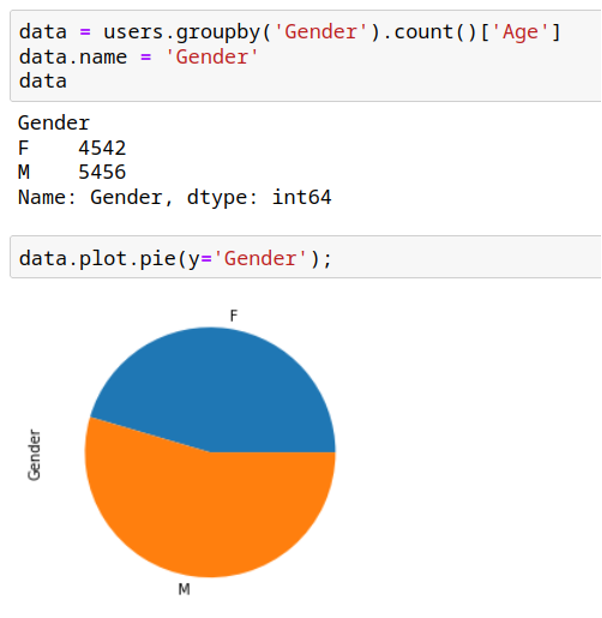 data = users.groupby('Gender').count()['Age']
data.name = 'Gender'
data
Gender
F    4542
M    5456
Name: Gender, dtype: int64
data.plot.pie(y='Gender');
F
Gender
M